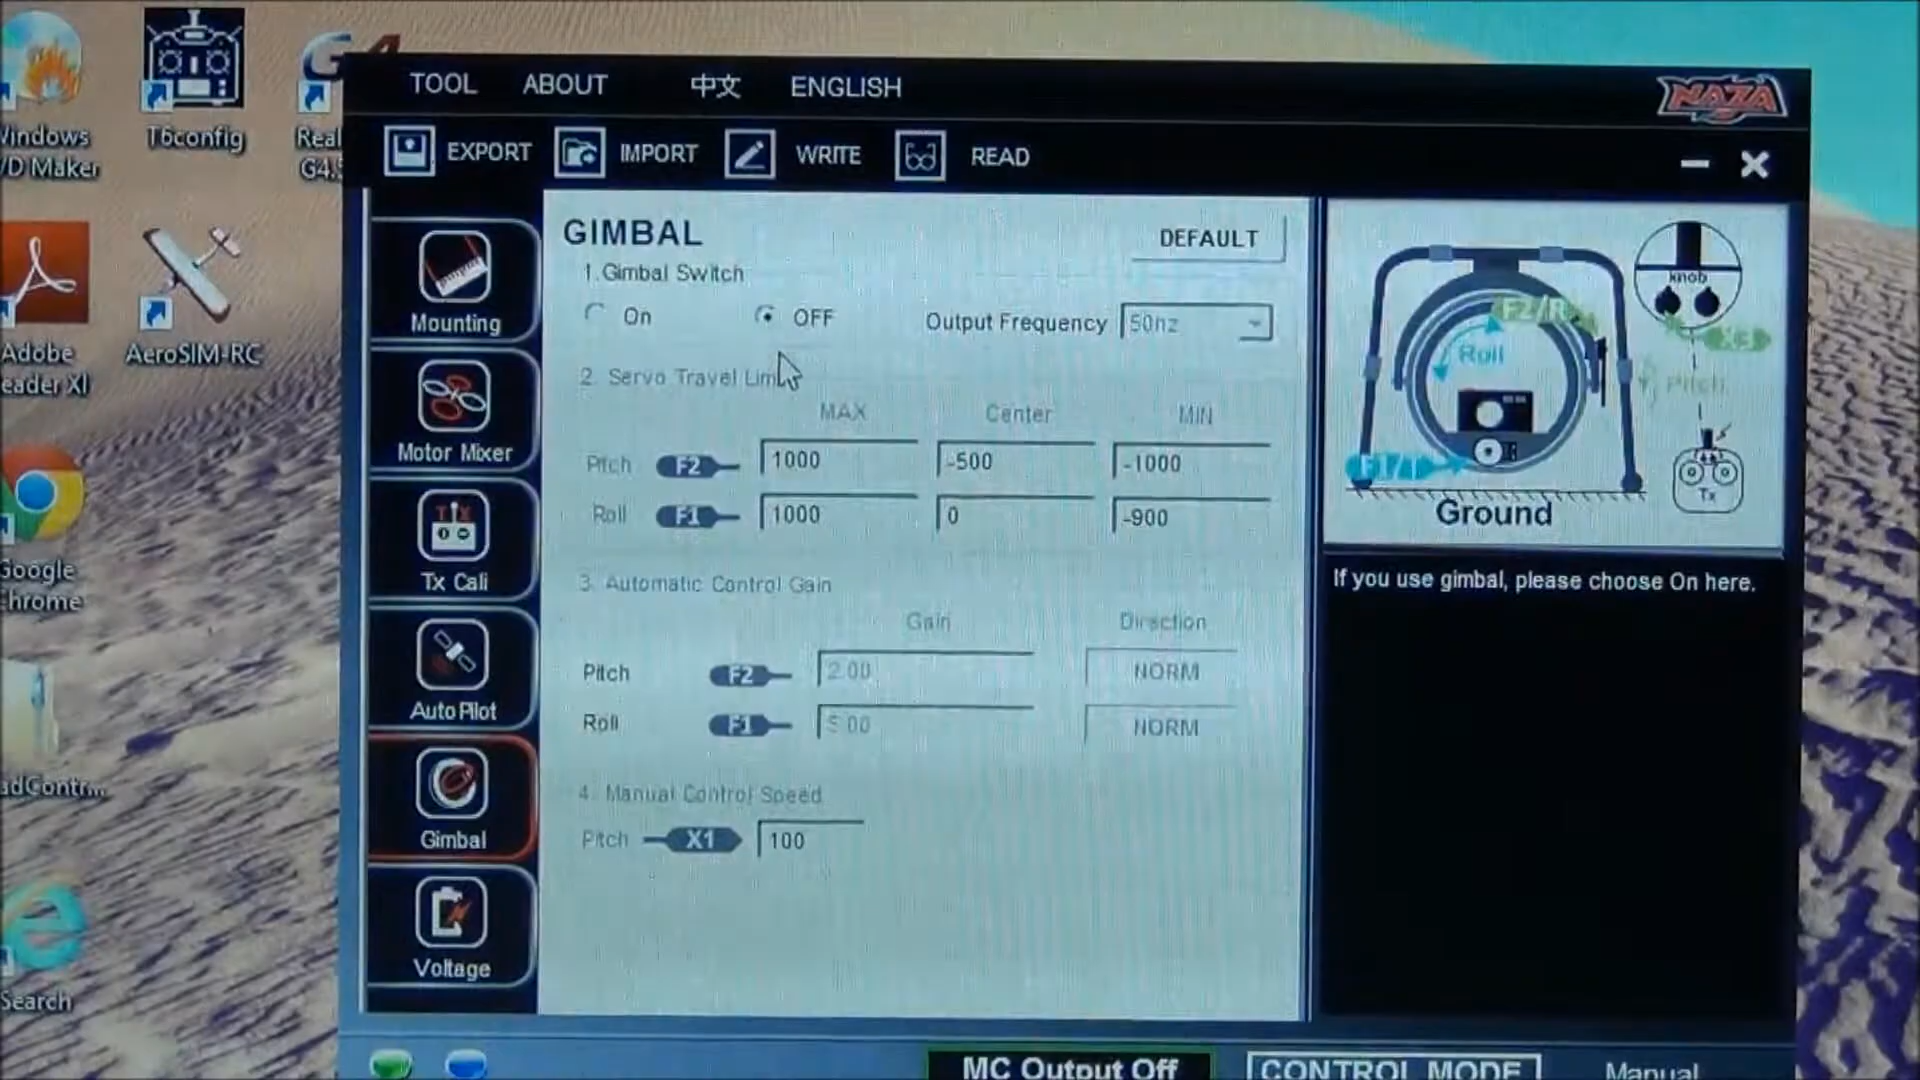 TOOL ABOUT 中文 ENGLISH
NAZA
EXPORT IMPORT WRITE READ
Windows
D Maker
T6config
Real
G4.
Adobe
eader XI
AeroSIM-RC
Google
Chrome
adContr...
Search
Mounting
Motor Mixer
Tx Cali
Auto Pilot
Gimbal
Voltage
GIMBAL
DEFAULT
1.Gimbal Switch
On OFF Output Frequency 50hz
2. Servo Travel Lim
MAX Center MIN
Pitch F2 1000 -500 -1000
Roll F1 1000 0 -900
3. Automatic Control Gain
Gain Direction
Pitch F2 2.00 NORM
Roll F1 5.00 NORM
4. Manual Control Speed
Pitch X1 100
knob
F2/R
X3
Roll
Pitch
F1/T
Tx
Ground
If you use gimbal, please choose On here.
MC Output Off CONTROL MODE Manual